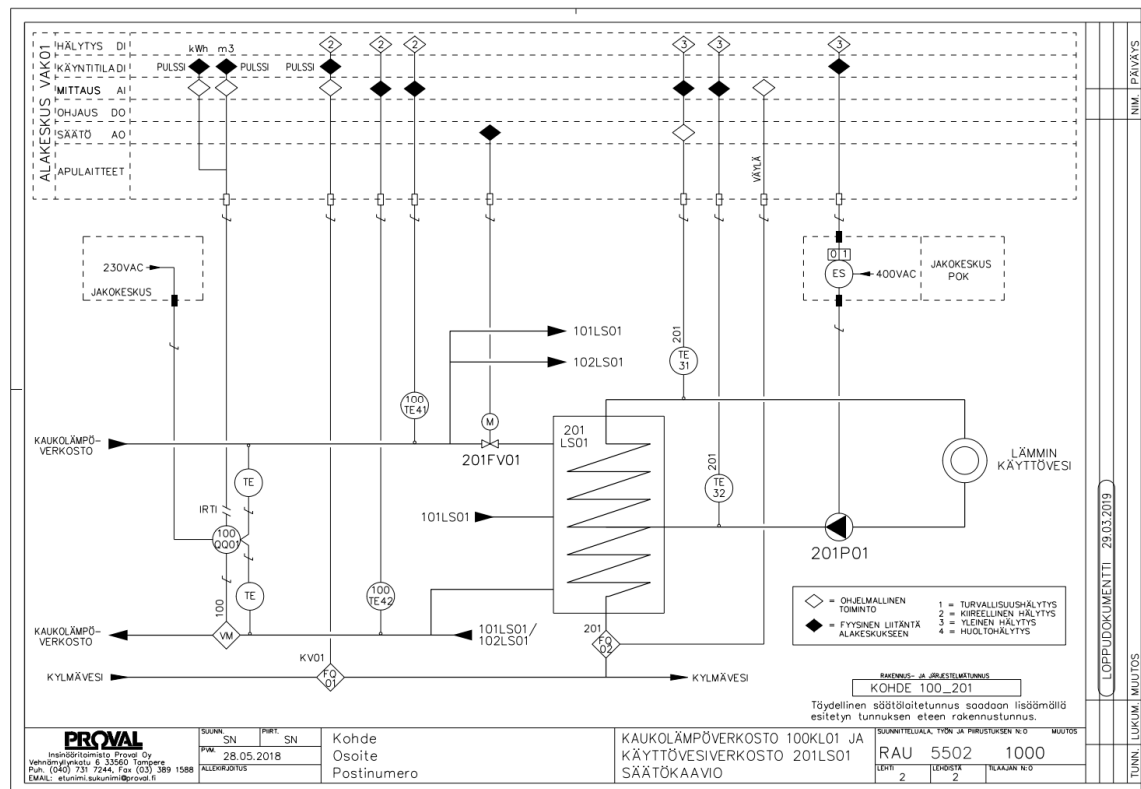 ALAKESKUS VAK01
HÄLYTYS DI
KÄYNTITILA DI
MITTAUS AI
OHJAUS DO
SÄÄTÖ AO
APULAITTEET
kWh m3
PULSSI PULSSI PULSSI
2 2 2 3 3 3
VÄYLÄ
230VAC
JAKOKESKUS
0 1
ES
400VAC
JAKOKESKUS
POK
101LS01
102LS01
201
TE
31
100
TE41
M
201FV01
KAUKOLÄMPÖ-
VERKOSTO
201
LS01
201
TE
32
LÄMMIN
KÄYTTÖVESI
TE
IRTI
100
QQ01
101LS01
201P01
TE
100
TE42
100
VM
KAUKOLÄMPÖ-
VERKOSTO
101LS01/
102LS01
201
FQ
02
KV01
FQ
01
KYLMÄVESI
KYLMÄVESI
= OHJELMALLINEN
TOIMINTO
= FYYSINEN LIITÄNTÄ
ALAKESKUKSEEN
1 = TURVALLISUUSHÄLYTYS
2 = KIIREELLINEN HÄLYTYS
3 = YLEINEN HÄLYTYS
4 = HUOLTOHÄLYTYS
RAKENNUS- JA JÄRJESTELMÄTUNNUS
KOHDE 100_201
Täydellinen säätölaitetunnus saadaan lisäämällä
esitetyn tunnuksen eteen rakennustunnus.
PROVAL
Insinööritoimisto Proval Oy
Vehnämyllynkatu 6 33560 Tampere
Puh. (040) 731 7244, Fax (03) 389 1588
EMAIL: etunimi.sukunimi@proval.fi
SUUNN.
SN
PIIRT.
SN
PVM.
28.05.2018
ALLEKIRJOITUS
Kohde
Osoite
Postinumero
KAUKOLÄMPÖVERKOSTO 100KL01 JA
KÄYTTÖVESIVERKOSTO 201LS01
SÄÄTÖKAAVIO
SUUNNITTELUALA, TYÖN JA PIIRUSTUKSEN N:O MUUTOS
RAU 5502 1000
LEHTI
2
LEHDISTÄ
2
TILAAJAN N:O
LOPPUDOKUMENTTI 29.03.2019
TUNN. LUKUM. MUUTOS NIM. PÄIVÄYS